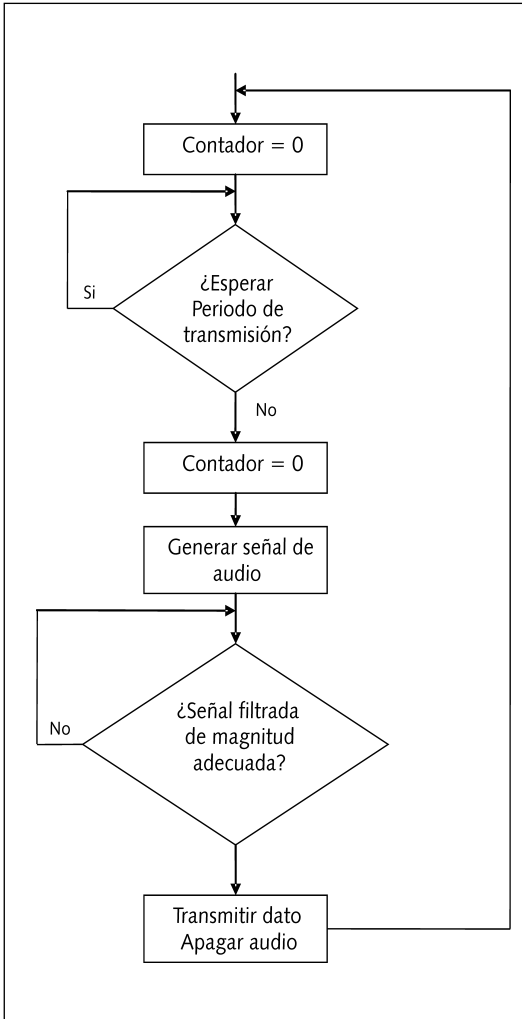 Contador = 0
¿Esperar
Periodo de
transmisión?
Si
No
Contador = 0
Generar señal de
audio
¿Señal filtrada
de magnitud
adecuada?
No
Transmitir dato
Apagar audio